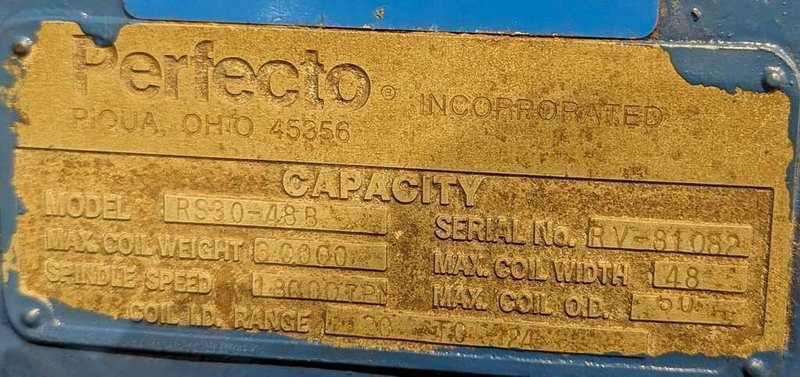 Perfecto ® INCORPORATED
PIQUA, OHIO 45356
CAPACITY
MODEL RS30-48B SERIAL No. RV-81082
MAX. COIL WEIGHT MAX. COIL WIDTH 48
SPINDLE SPEED MAX. COIL O.D. 60
COIL I.D. RANGE 20 TO 24